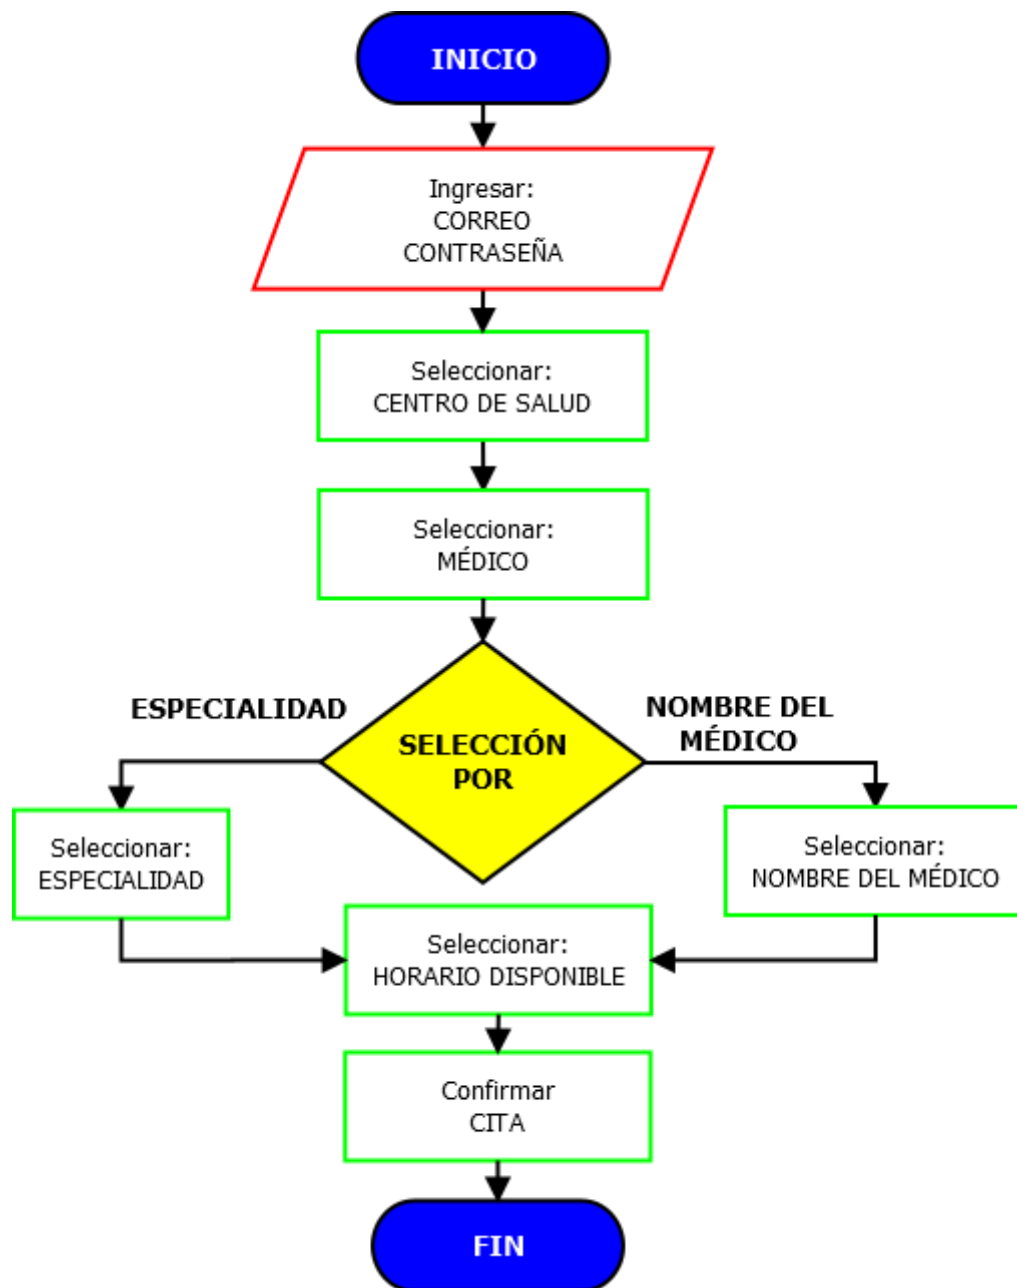 INICIO
Ingresar:
CORREO
CONTRASEÑA
Seleccionar:
CENTRO DE SALUD
Seleccionar:
MÉDICO
ESPECIALIDAD
SELECCIÓN
POR
NOMBRE DEL
MÉDICO
Seleccionar:
ESPECIALIDAD
Seleccionar:
NOMBRE DEL MÉDICO
Seleccionar:
HORARIO DISPONIBLE
Confirmar
CITA
FIN